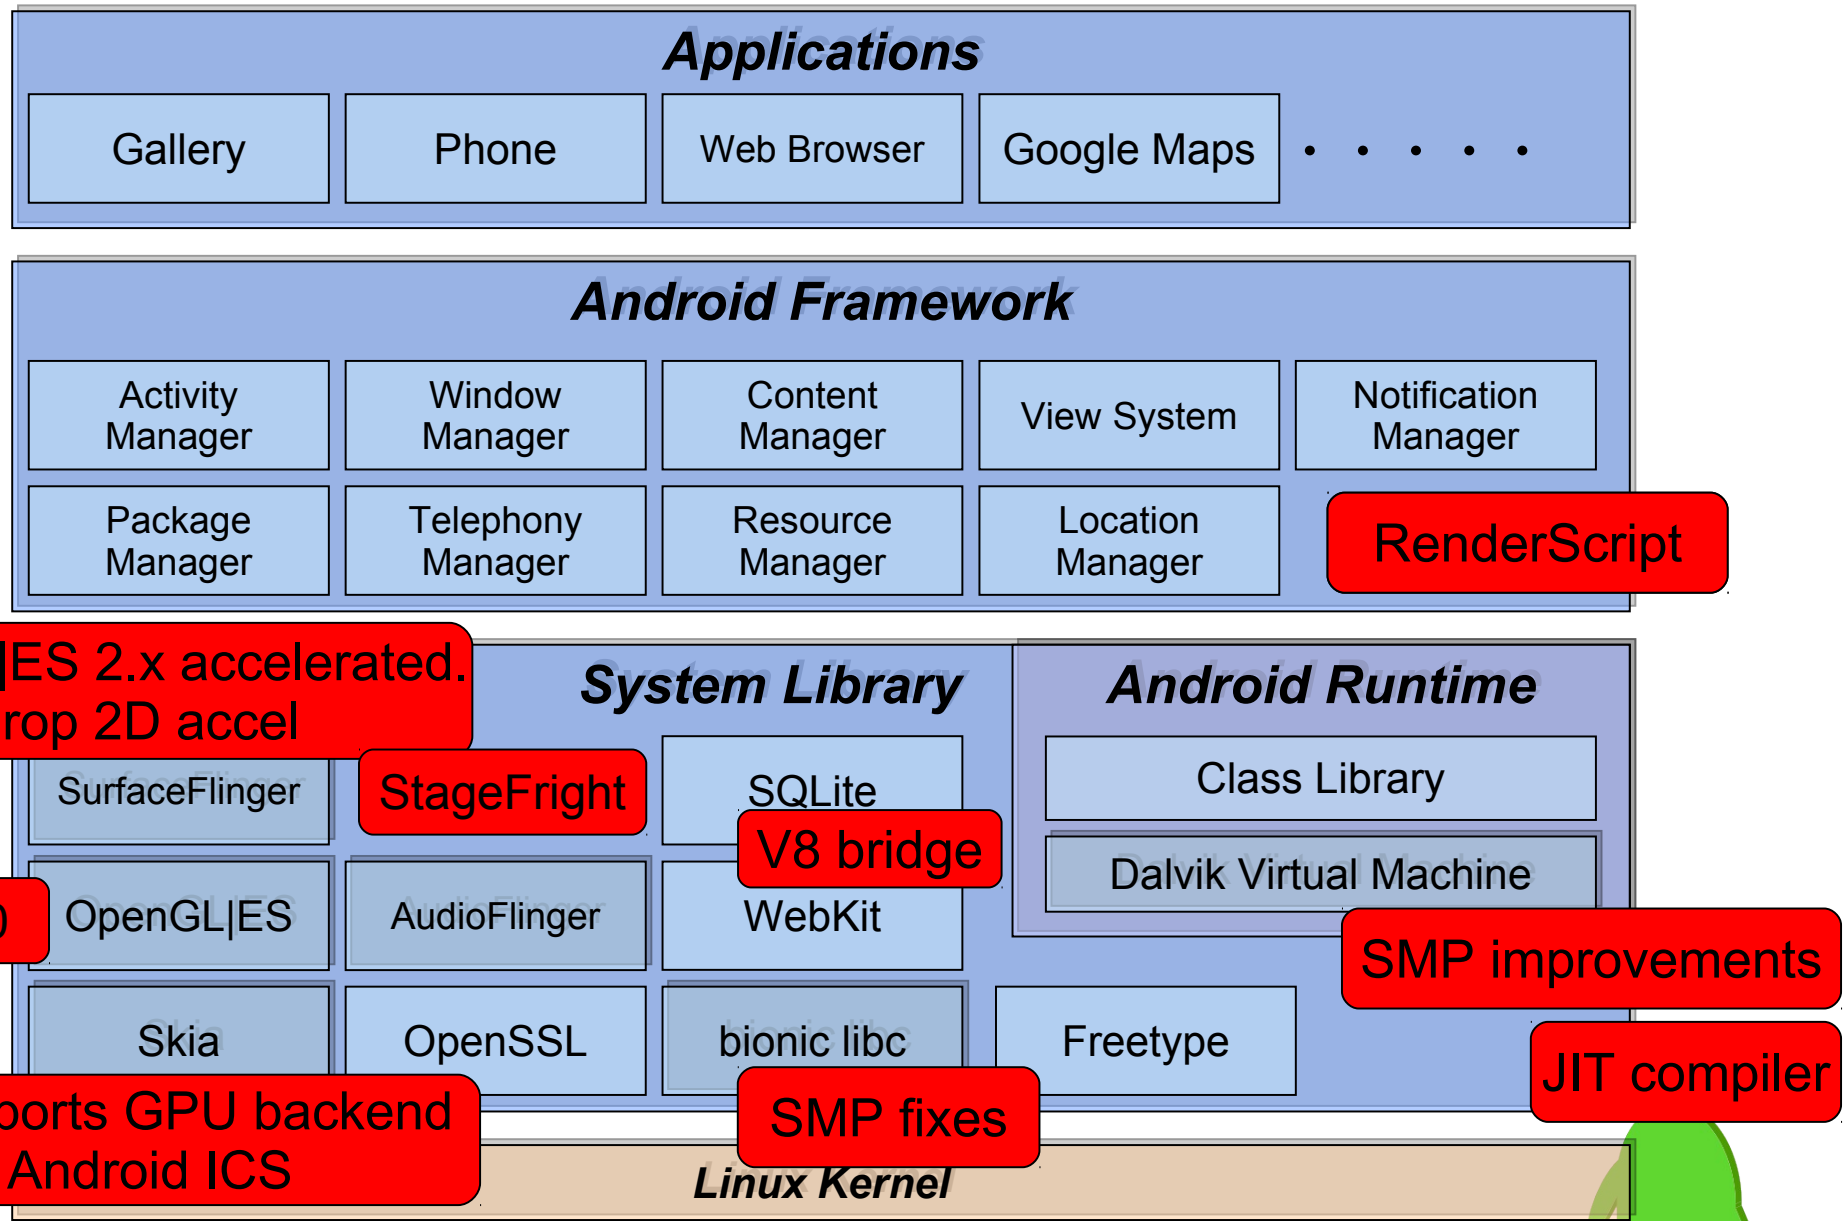 Applications
Gallery
Phone
Web Browser
Google Maps
. . . . .
Android Framework
Activity
Manager
Window
Manager
Content
Manager
View System
Notification
Manager
Package
Manager
Telephony
Manager
Resource
Manager
Location
Manager
RenderScript
|ES 2.x accelerated.
rop 2D accel
System Library
Android Runtime
SurfaceFlinger
StageFright
SQLite
Class Library
V8 bridge
Dalvik Virtual Machine
OpenGL|ES
AudioFlinger
WebKit
SMP improvements
Skia
OpenSSL
bionic libc
Freetype
JIT compiler
ports GPU backend
Android ICS
SMP fixes
Linux Kernel